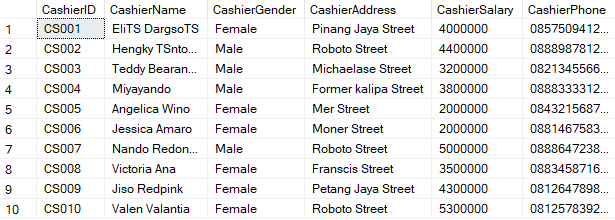 CashierID CashierName CashierGender CashierAddress CashierSalary CashierPhone
1 CS001 EliTS DargsoTS Female Pinang Jaya Street 4000000 0857509412...
2 CS002 Hengky TSnto... Male Roboto Street 4400000 0888987812...
3 CS003 Teddy Bearan... Male Michaelase Street 3200000 0821345566...
4 CS004 Miyayando Male Former kalipa Street 3800000 0888333312...
5 CS005 Angelica Wino Female Mer Street 2000000 0843215687...
6 CS006 Jessica Amaro Female Moner Street 2000000 0881467583...
7 CS007 Nando Redon... Male Roboto Street 5000000 0888647238...
8 CS008 Victoria Ana Female Franscis Street 3500000 0883458716...
9 CS009 Jiso Redpink Female Petang Jaya Street 4300000 0812647898...
10 CS010 Valen Valantia Female Roboto Street 5300000 0812578392...